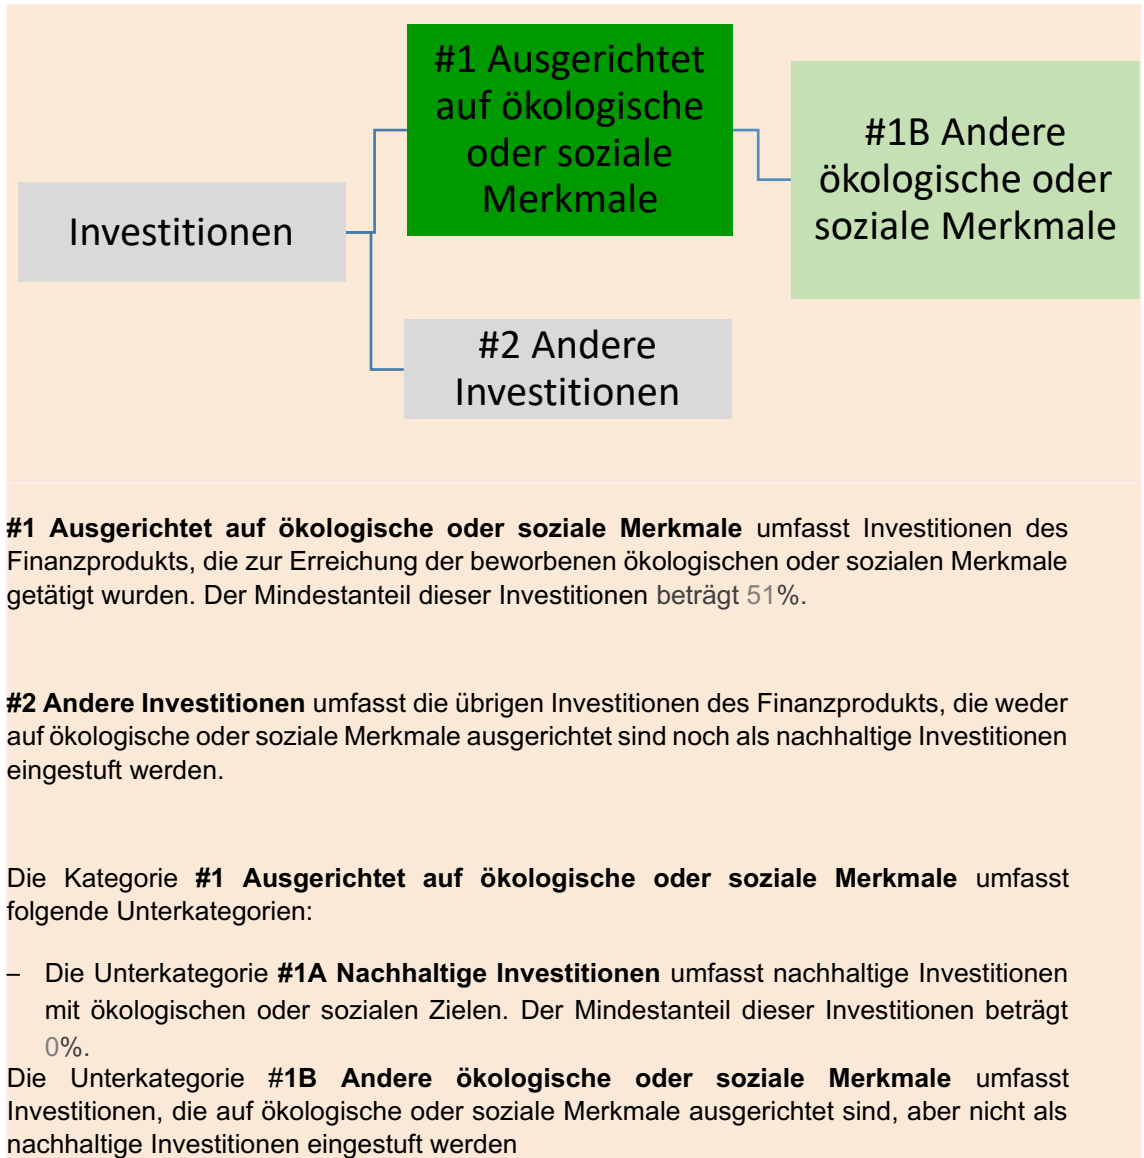 #1 Ausgerichtet
auf ökologische
oder soziale
Merkmale
#1B Andere
ökologische oder
soziale Merkmale
Investitionen
#2 Andere
Investitionen
#1 Ausgerichtet auf ökologische oder soziale Merkmale umfasst Investitionen des
Finanzprodukts, die zur Erreichung der beworbenen ökologischen oder sozialen Merkmale
getätigt wurden. Der Mindestanteil dieser Investitionen beträgt 51%.
#2 Andere Investitionen umfasst die übrigen Investitionen des Finanzprodukts, die weder
auf ökologische oder soziale Merkmale ausgerichtet sind noch als nachhaltige Investitionen
eingestuft werden.
Die Kategorie #1 Ausgerichtet auf ökologische oder soziale Merkmale umfasst
folgende Unterkategorien:
– Die Unterkategorie #1A Nachhaltige Investitionen umfasst nachhaltige Investitionen
mit ökologischen oder sozialen Zielen. Der Mindestanteil dieser Investitionen beträgt
0%.
Die Unterkategorie #1B Andere ökologische oder soziale Merkmale umfasst
Investitionen, die auf ökologische oder soziale Merkmale ausgerichtet sind, aber nicht als
nachhaltige Investitionen eingestuft werden